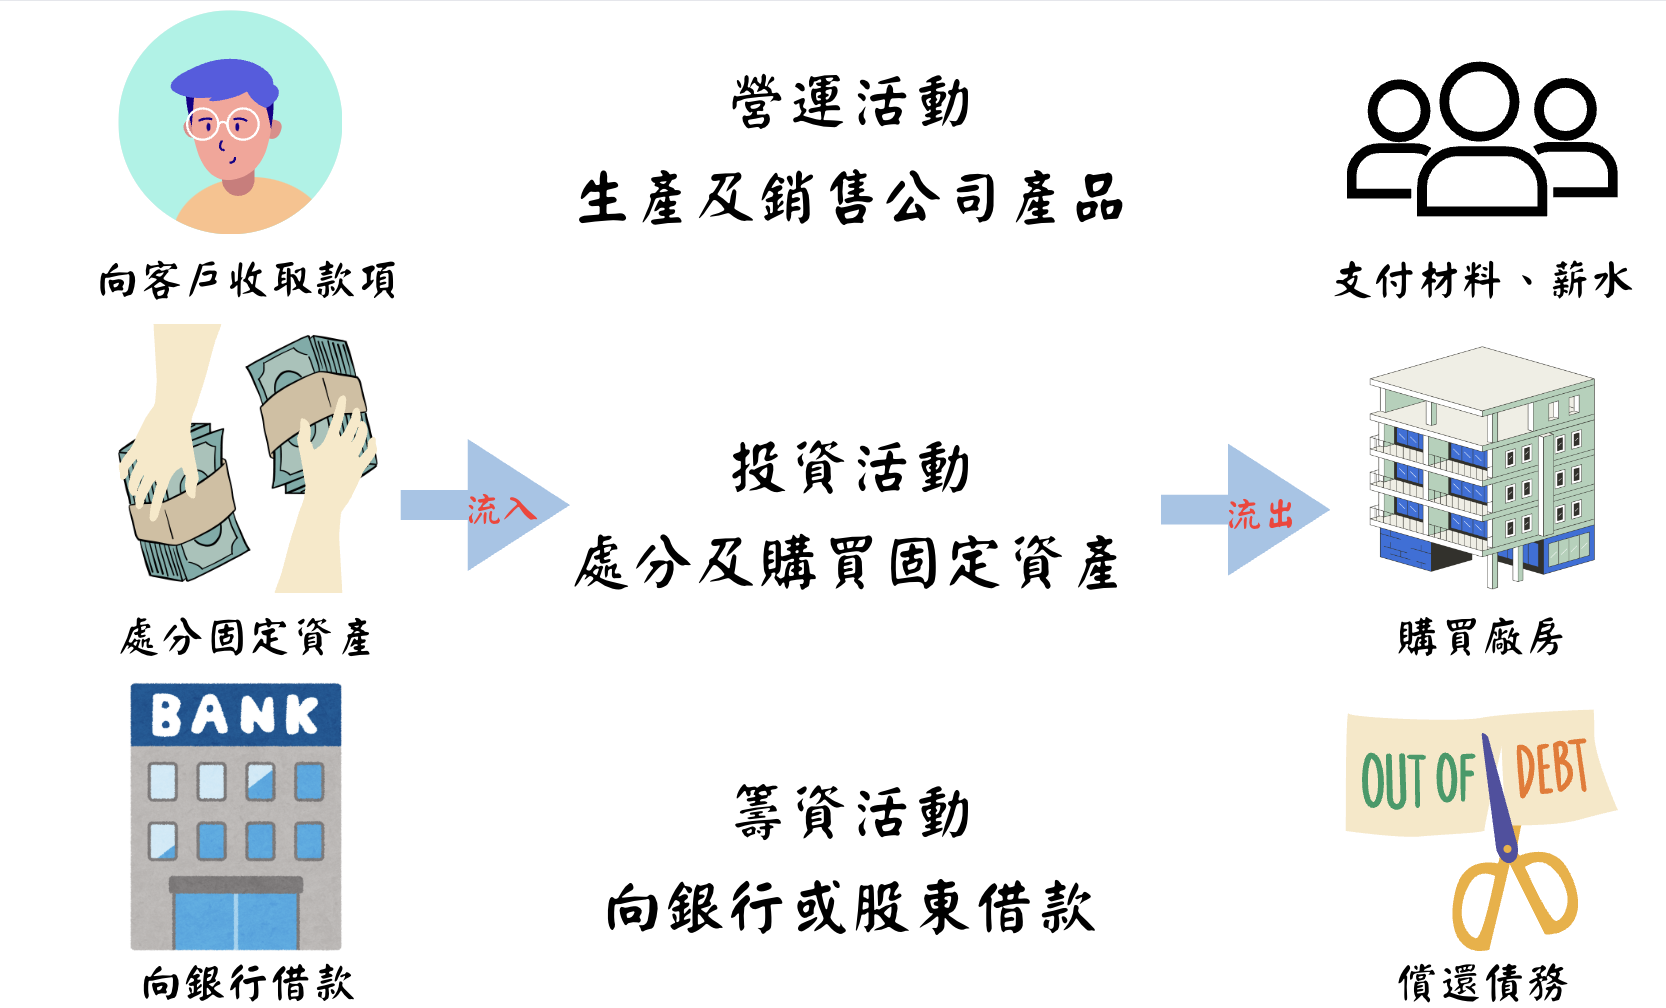 營運活動
生產及銷售公司產品
向客戶收取款項
支付材料、薪水
投資活動
處分及購買固定資產
流入
流出
處分固定資產
購買廠房
BANK
OUT OF DEBT
籌資活動
向銀行或股東借款
向銀行借款
償還債務